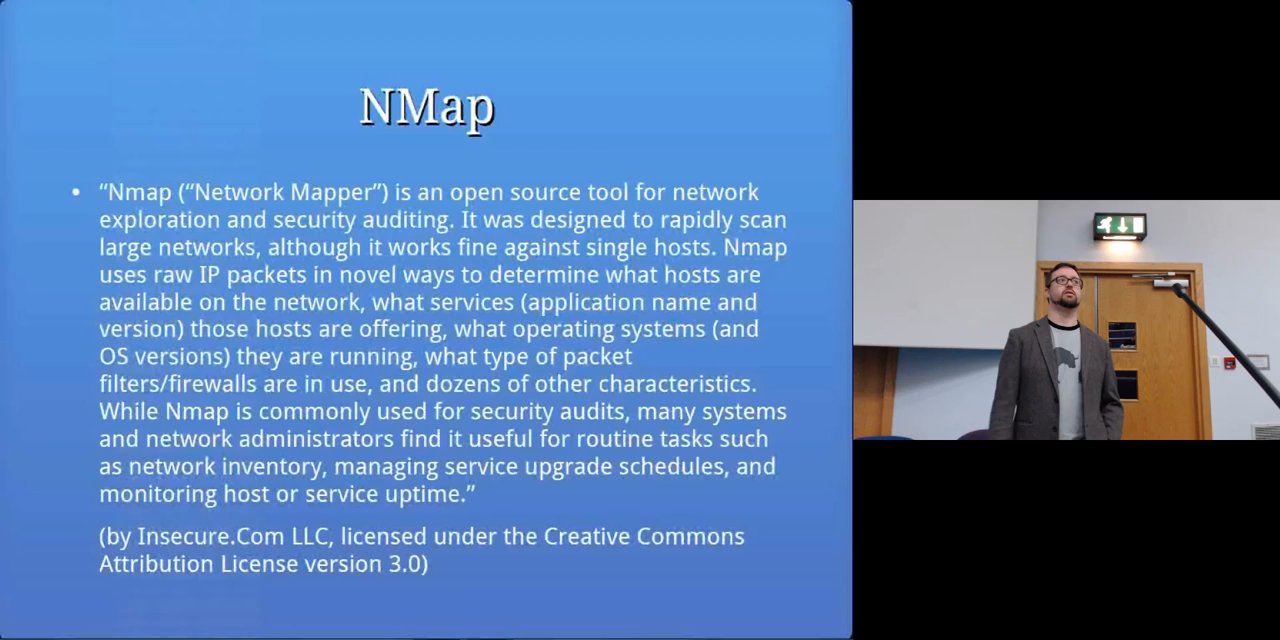 NMap
• “Nmap (“Network Mapper”) is an open source tool for network
exploration and security auditing. It was designed to rapidly scan
large networks, although it works fine against single hosts. Nmap
uses raw IP packets in novel ways to determine what hosts are
available on the network, what services (application name and
version) those hosts are offering, what operating systems (and
OS versions) they are running, what type of packet
filters/firewalls are in use, and dozens of other characteristics.
While Nmap is commonly used for security audits, many systems
and network administrators find it useful for routine tasks such
as network inventory, managing service upgrade schedules, and
monitoring host or service uptime.”
(by Insecure.Com LLC, licensed under the Creative Commons
Attribution License version 3.0)